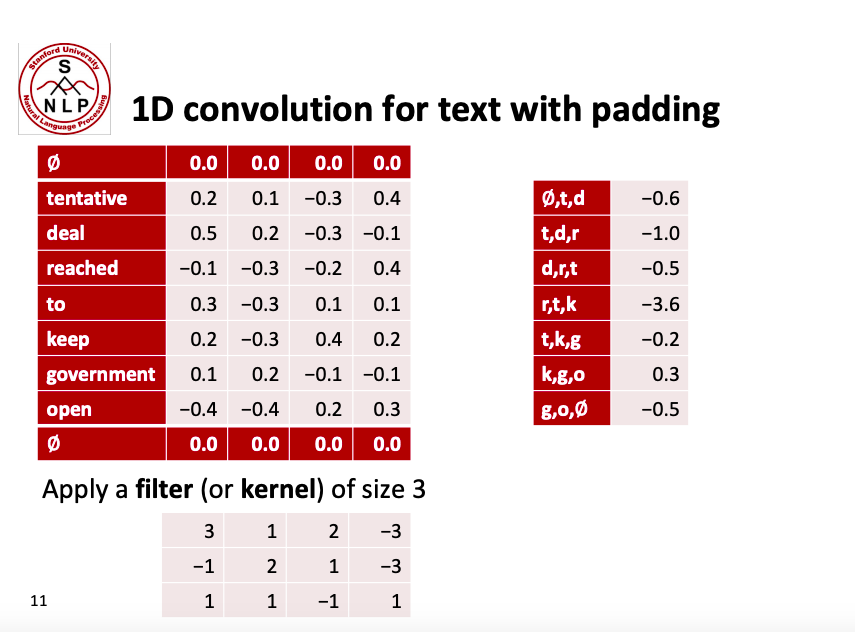 Stanford University
S
NLP
Natural Language Processing
1D convolution for text with padding
Ø 0.0 0.0 0.0 0.0
tentative 0.2 0.1 −0.3 0.4
deal 0.5 0.2 −0.3 −0.1
reached −0.1 −0.3 −0.2 0.4
to 0.3 −0.3 0.1 0.1
keep 0.2 −0.3 0.4 0.2
government 0.1 0.2 −0.1 −0.1
open −0.4 −0.4 0.2 0.3
Ø 0.0 0.0 0.0 0.0
Ø,t,d −0.6
t,d,r −1.0
d,r,t −0.5
r,t,k −3.6
t,k,g −0.2
k,g,o 0.3
g,o,Ø −0.5
Apply a filter (or kernel) of size 3
3 1 2 −3
−1 2 1 −3
1 1 −1 1
11